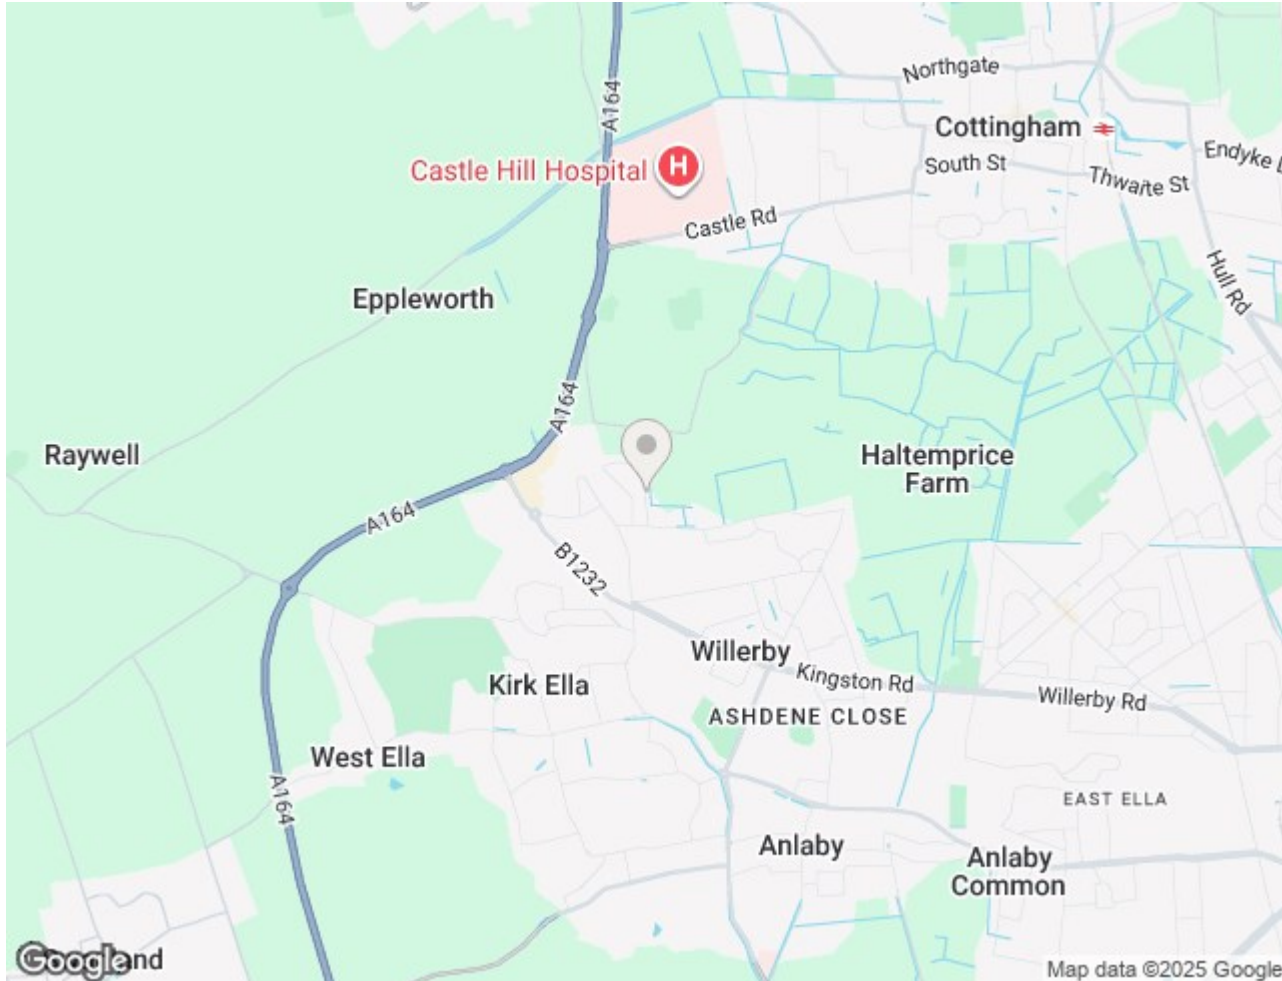 A164
Northgate
Cottingham
Castle Hill Hospital
H
South St
Endyke
Thwaite St
Castle Rd
Hull Rd
Eppleworth
A164
Raywell
Haltemprice
Farm
A164
B1232
Willerby
Kirk Ella
Kingston Rd
Willerby Rd
ASHDENE CLOSE
West Ella
A164
EAST ELLA
Anlaby
Anlaby
Common
Google
Map data ©2025 Google